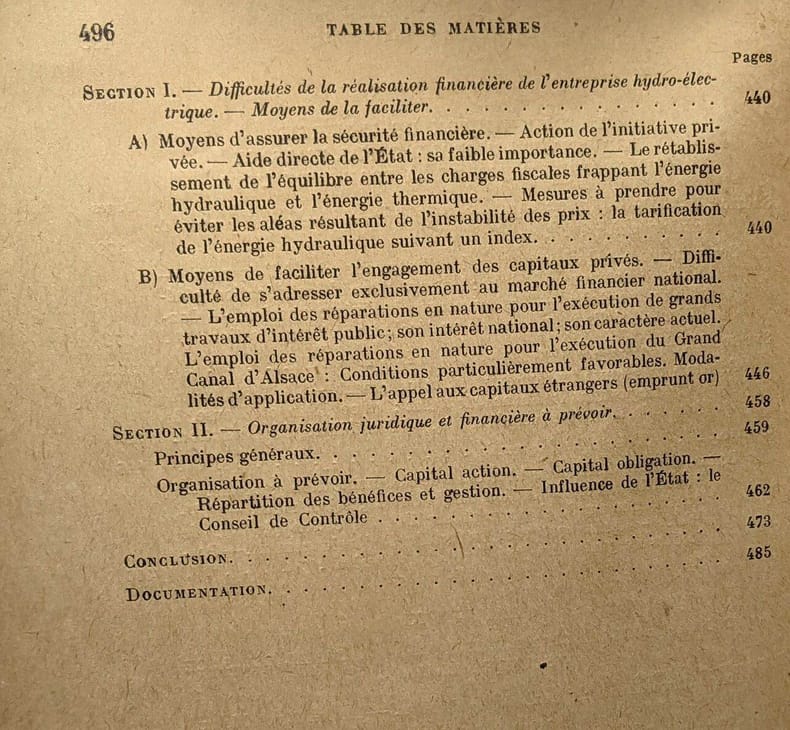 496 TABLE DES MATIÈRES
Pages
SECTION I. — Difficultés de la réalisation financière de l'entreprise hydro-élec-
trique. — Moyens de la faciliter. . . . . . . . . . . . . . . 440
A) Moyens d'assurer la sécurité financière. — Action de l'initiative pri-
vée. — Aide directe de l'État : sa faible importance. — Le rétablis-
sement de l'équilibre entre les charges fiscales frappant l'énergie
hydraulique et l'énergie thermique. — Mesures à prendre pour
éviter les aléas résultant de l'instabilité des prix : la tarification
de l'énergie hydraulique suivant un index. . . . . . . . . . 440
B) Moyens de faciliter l'engagement des capitaux privés. — Diffi-
culté de s'adresser exclusivement au marché financier national.
— L'emploi des réparations en nature pour l'exécution de grands
travaux d'intérêt public ; son intérêt national ; son caractère actuel.
L'emploi des réparations en nature pour l'exécution du Grand
Canal d'Alsace : Conditions particulièrement favorables. Moda-
lités d'application. — L'appel aux capitaux étrangers (emprunt or) 446
SECTION II. — Organisation juridique et financière à prévoir. . . . . . . 458
Principes généraux. . . . . . . . . . . . . . . . . . . . 459
Organisation à prévoir. — Capital action. — Capital obligation. —
Répartition des bénéfices et gestion. — Influence de l'État : le
Conseil de Contrôle . . . . . . . . . . . . . . . . . 462
CONCLUSION. . . . . . . . . . . . . . . . . . . . . . . . 473
DOCUMENTATION. . . . . . . . . . . . . . . . . . . . . . 485